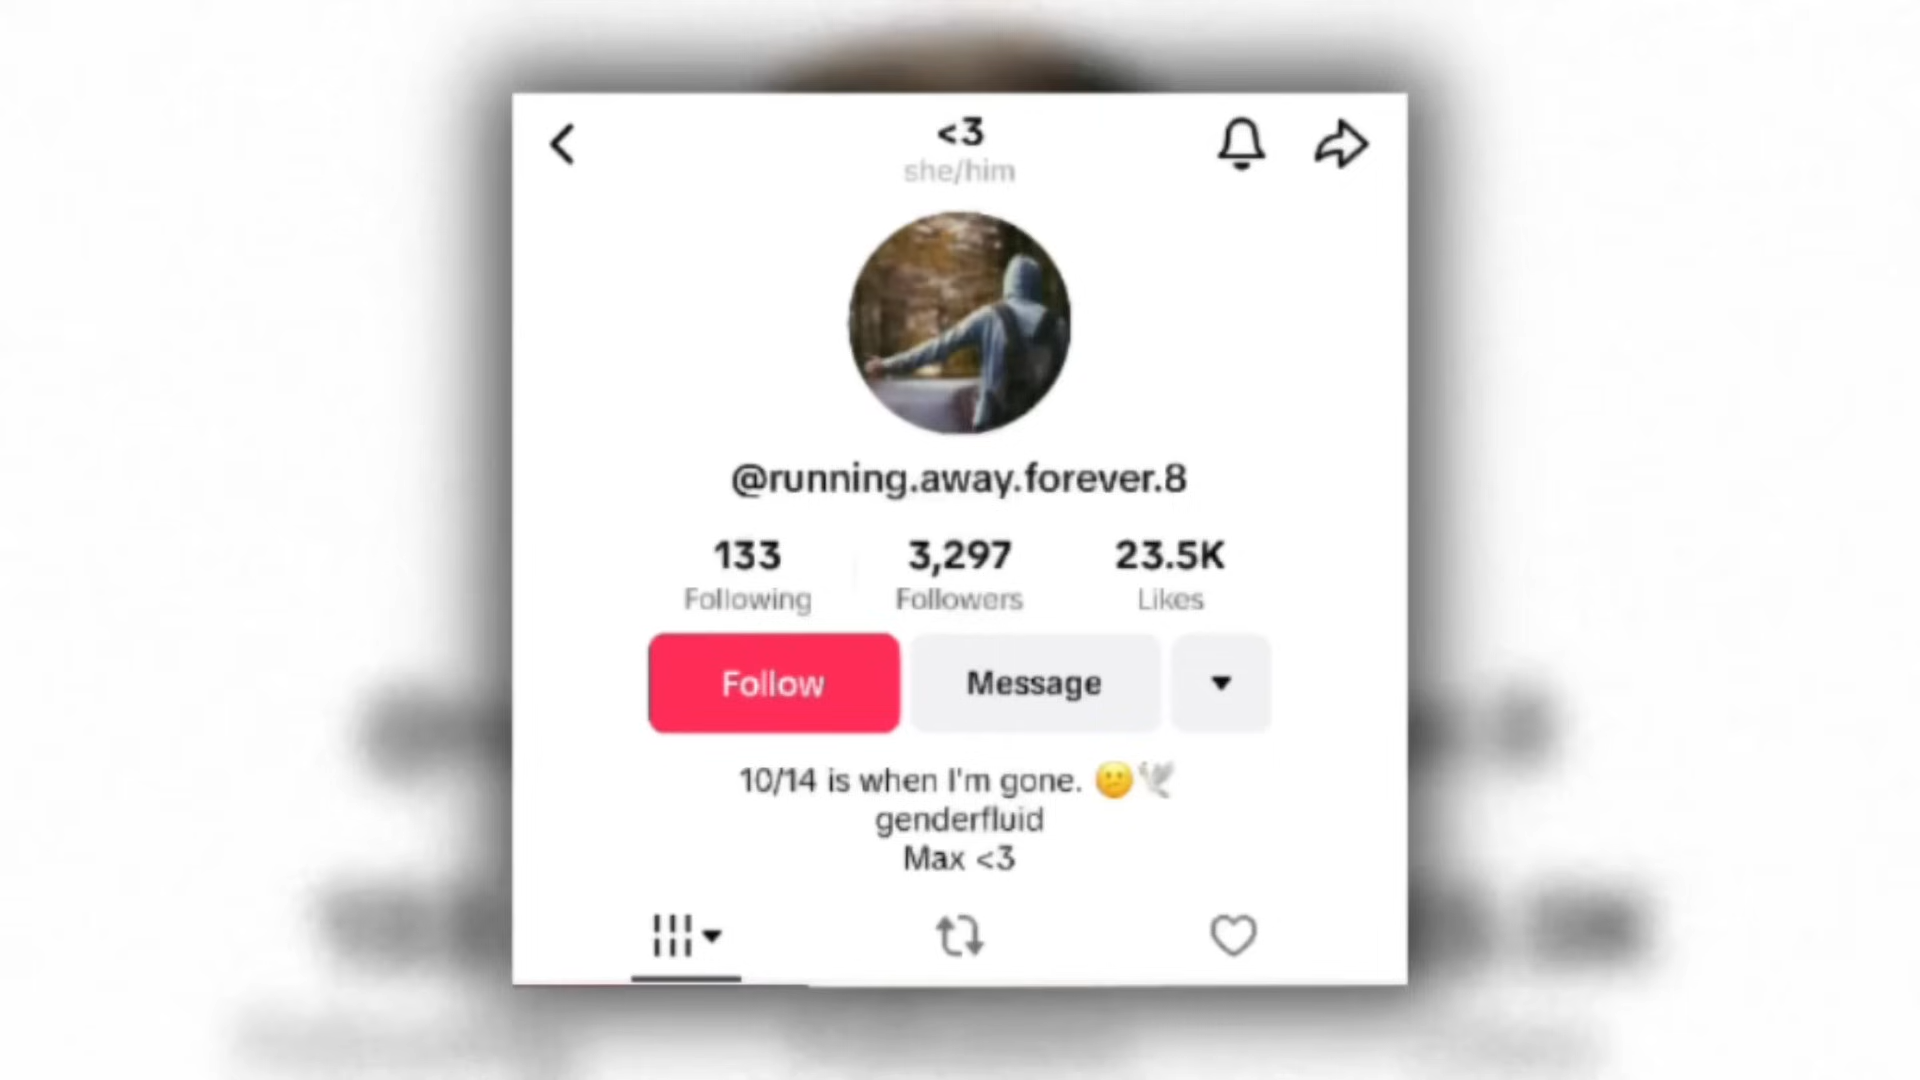 <3
she/him
@running.away.forever.8
133 3,297 23.5K
Following Followers Likes
Follow Message
10/14 is when I'm gone. 🫤🕊️
genderfluid
Max <3